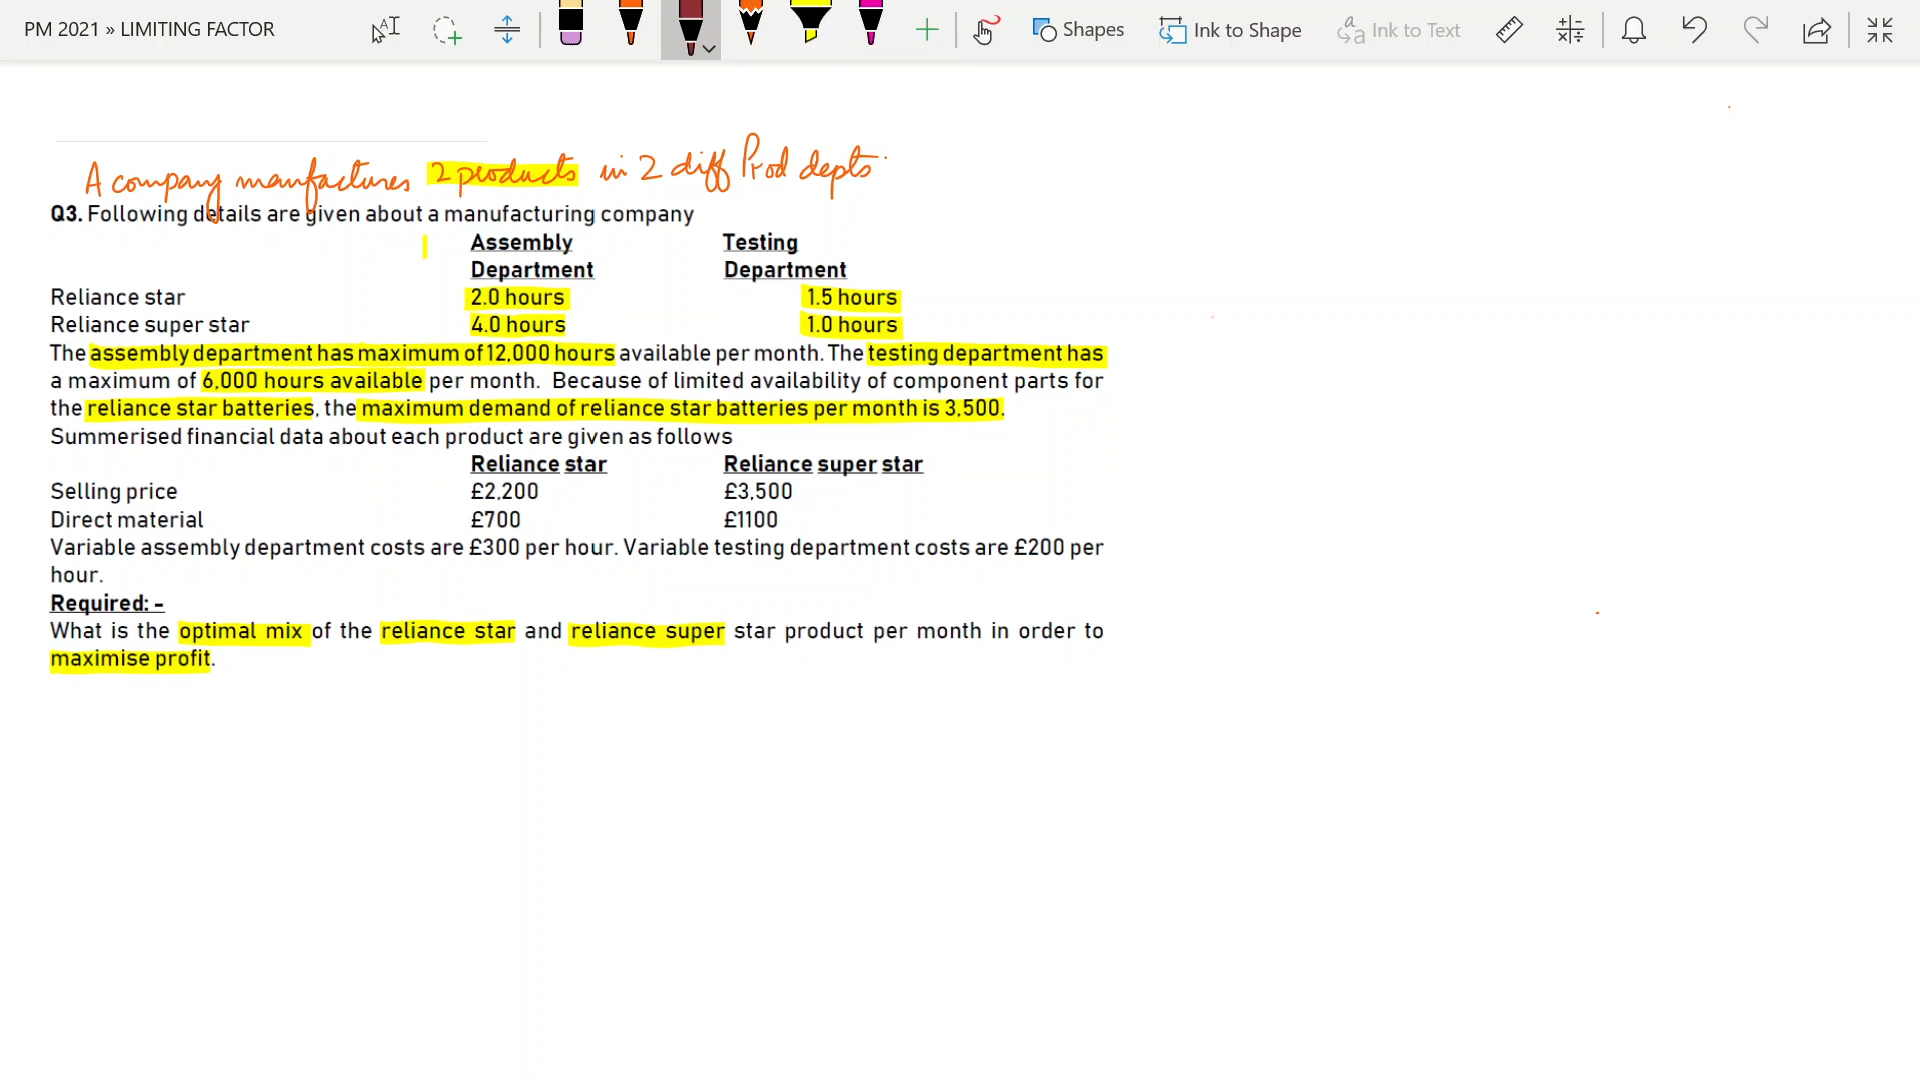 PM 2021 » LIMITING FACTOR
Shapes
Ink to Shape
Ink to Text
A company manufactures 2 products in 2 diff Prod depts.
Q3. Following details are given about a manufacturing company
Assembly Testing
Department Department
Reliance star 2.0 hours 1.5 hours
Reliance super star 4.0 hours 1.0 hours
The assembly department has maximum of 12,000 hours available per month. The testing department has
a maximum of 6,000 hours available per month. Because of limited availability of component parts for
the reliance star batteries, the maximum demand of reliance star batteries per month is 3,500.
Summerised financial data about each product are given as follows
Reliance star Reliance super star
Selling price £2,200 £3,500
Direct material £700 £1100
Variable assembly department costs are £300 per hour. Variable testing department costs are £200 per
hour.
Required: -
What is the optimal mix of the reliance star and reliance super star product per month in order to
maximise profit.